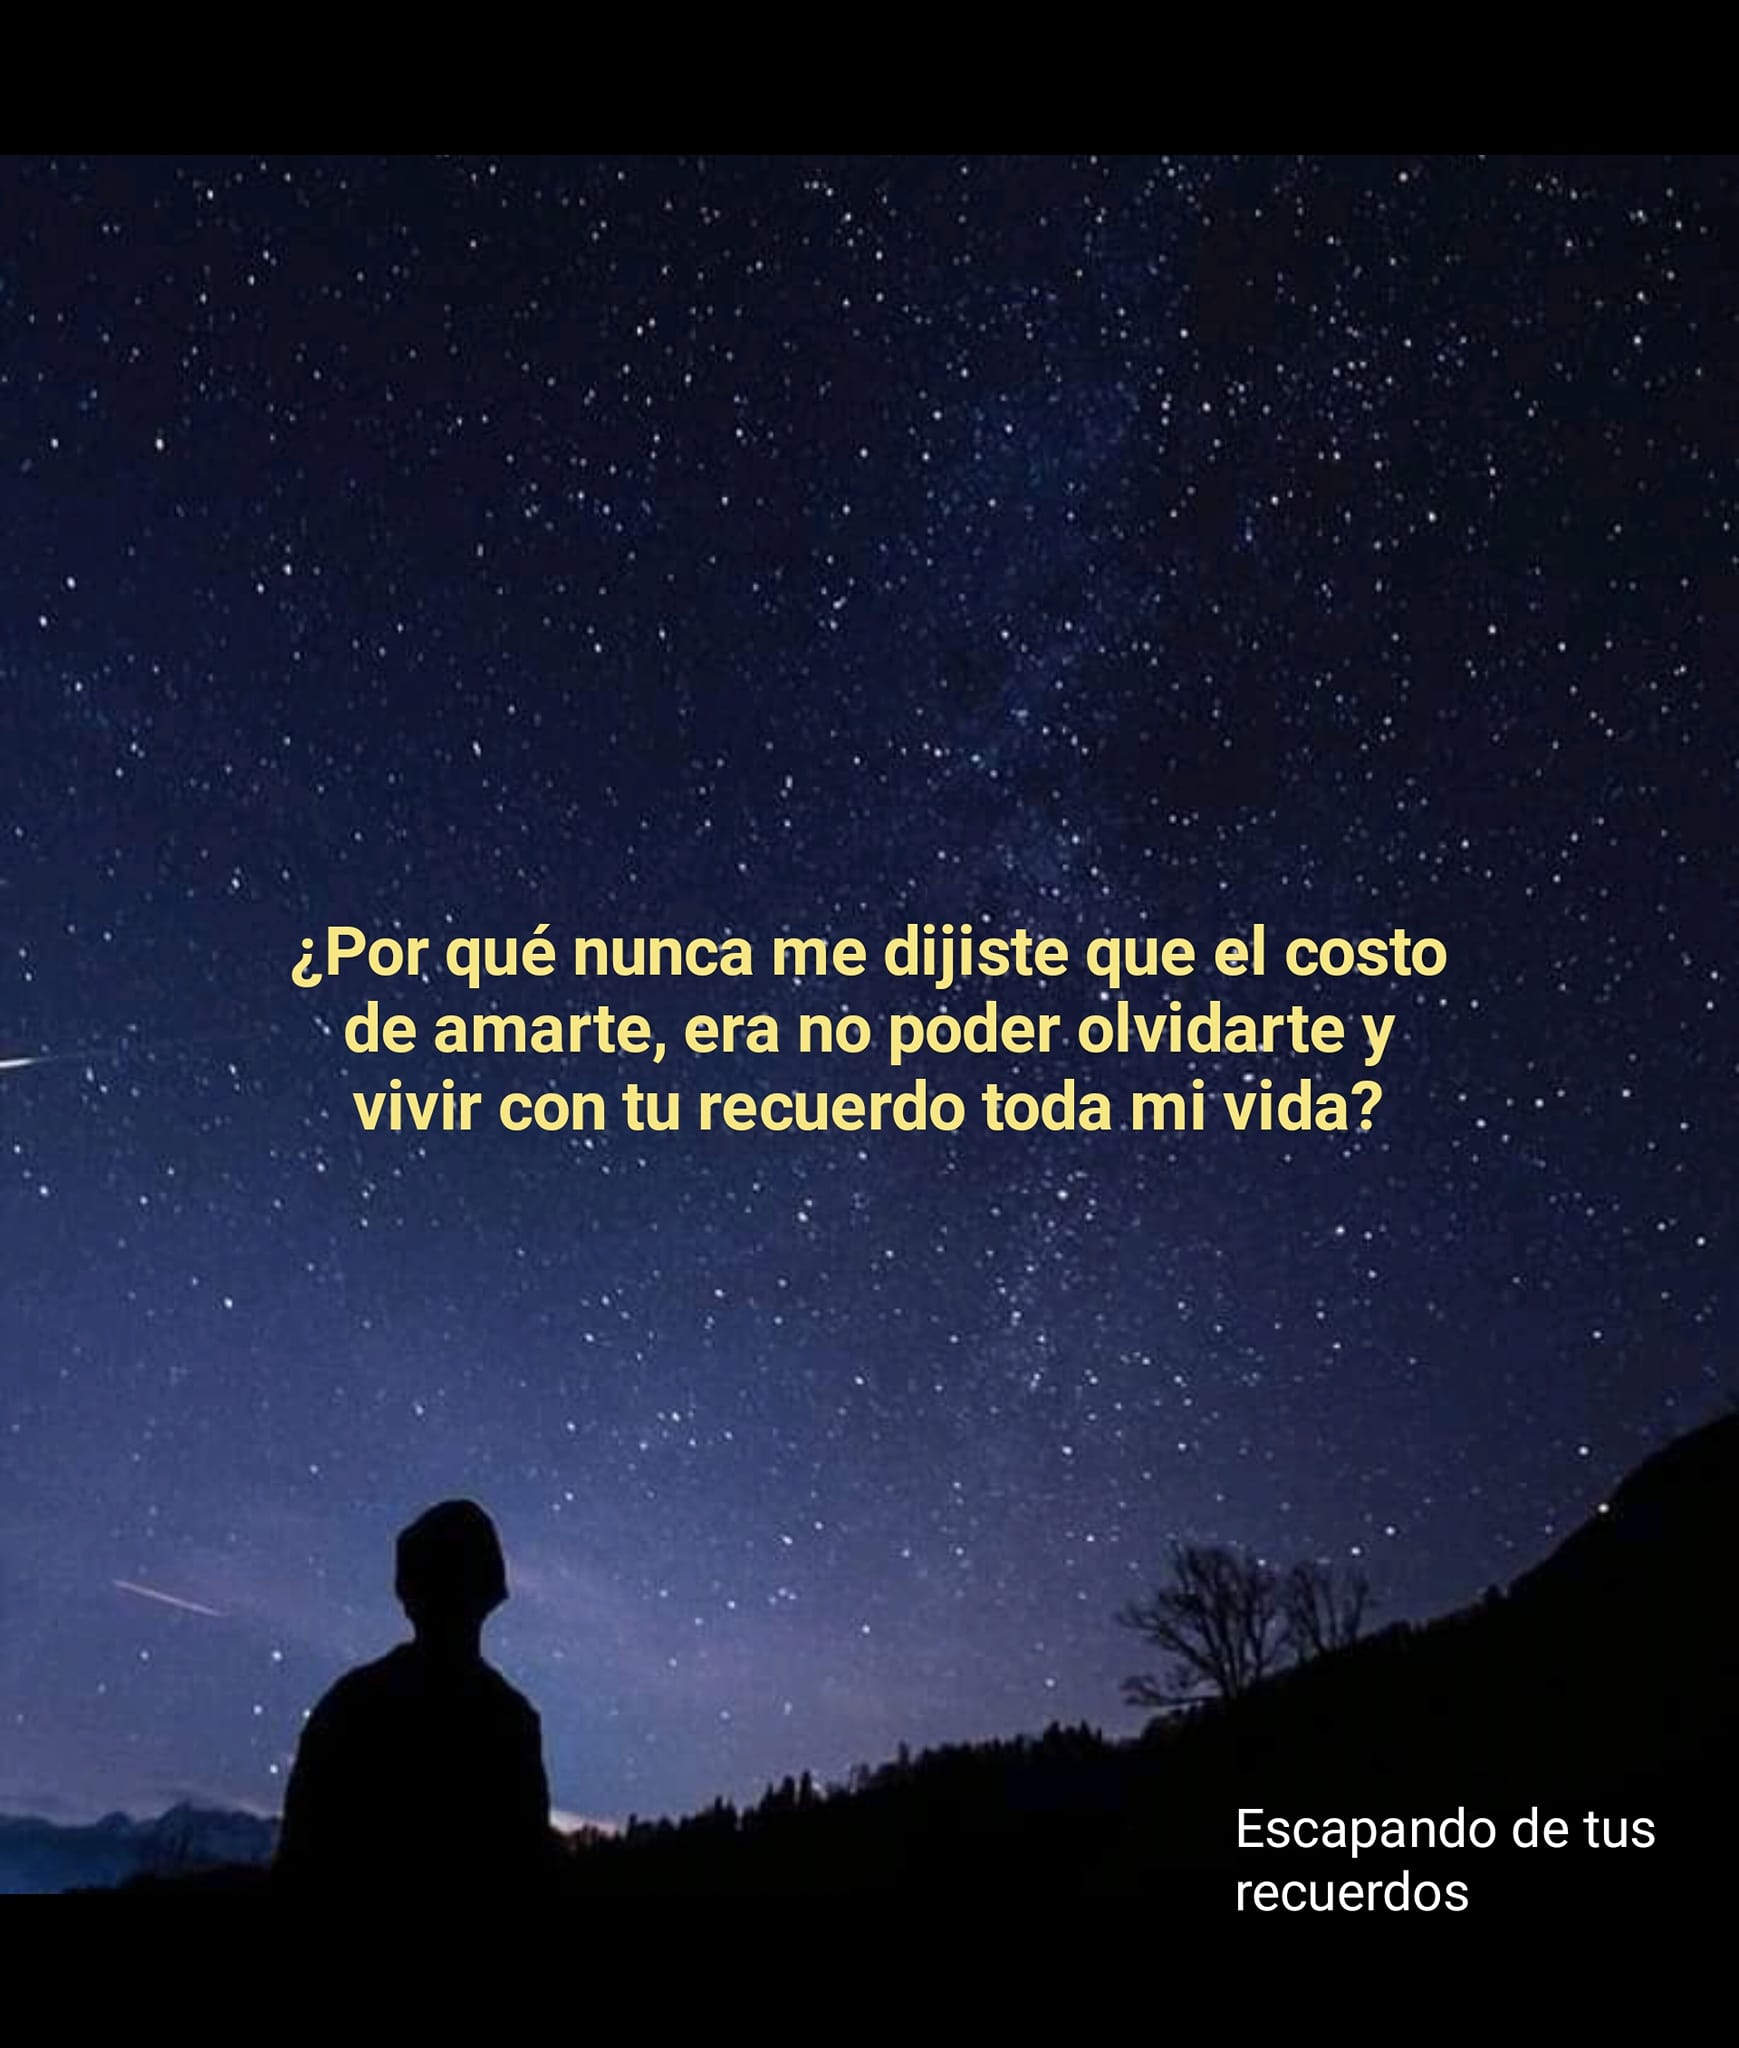 ¿Por qué nunca me dijiste que el costo
de amarte, era no poder olvidarte y
vivir con tu recuerdo toda mi vida?
Escapando de tus
recuerdos